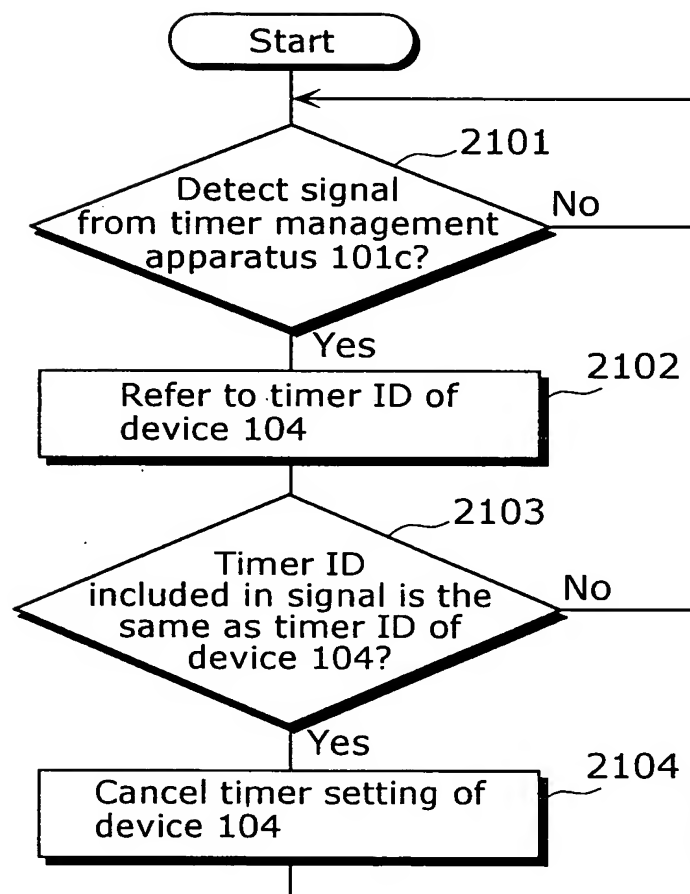 Start
2101
Detect signal
from timer management
apparatus 101c?
No
Yes
2102
Refer to timer ID of
device 104
2103
Timer ID
included in signal is the
same as timer ID of
device 104?
No
Yes
2104
Cancel timer setting of
device 104